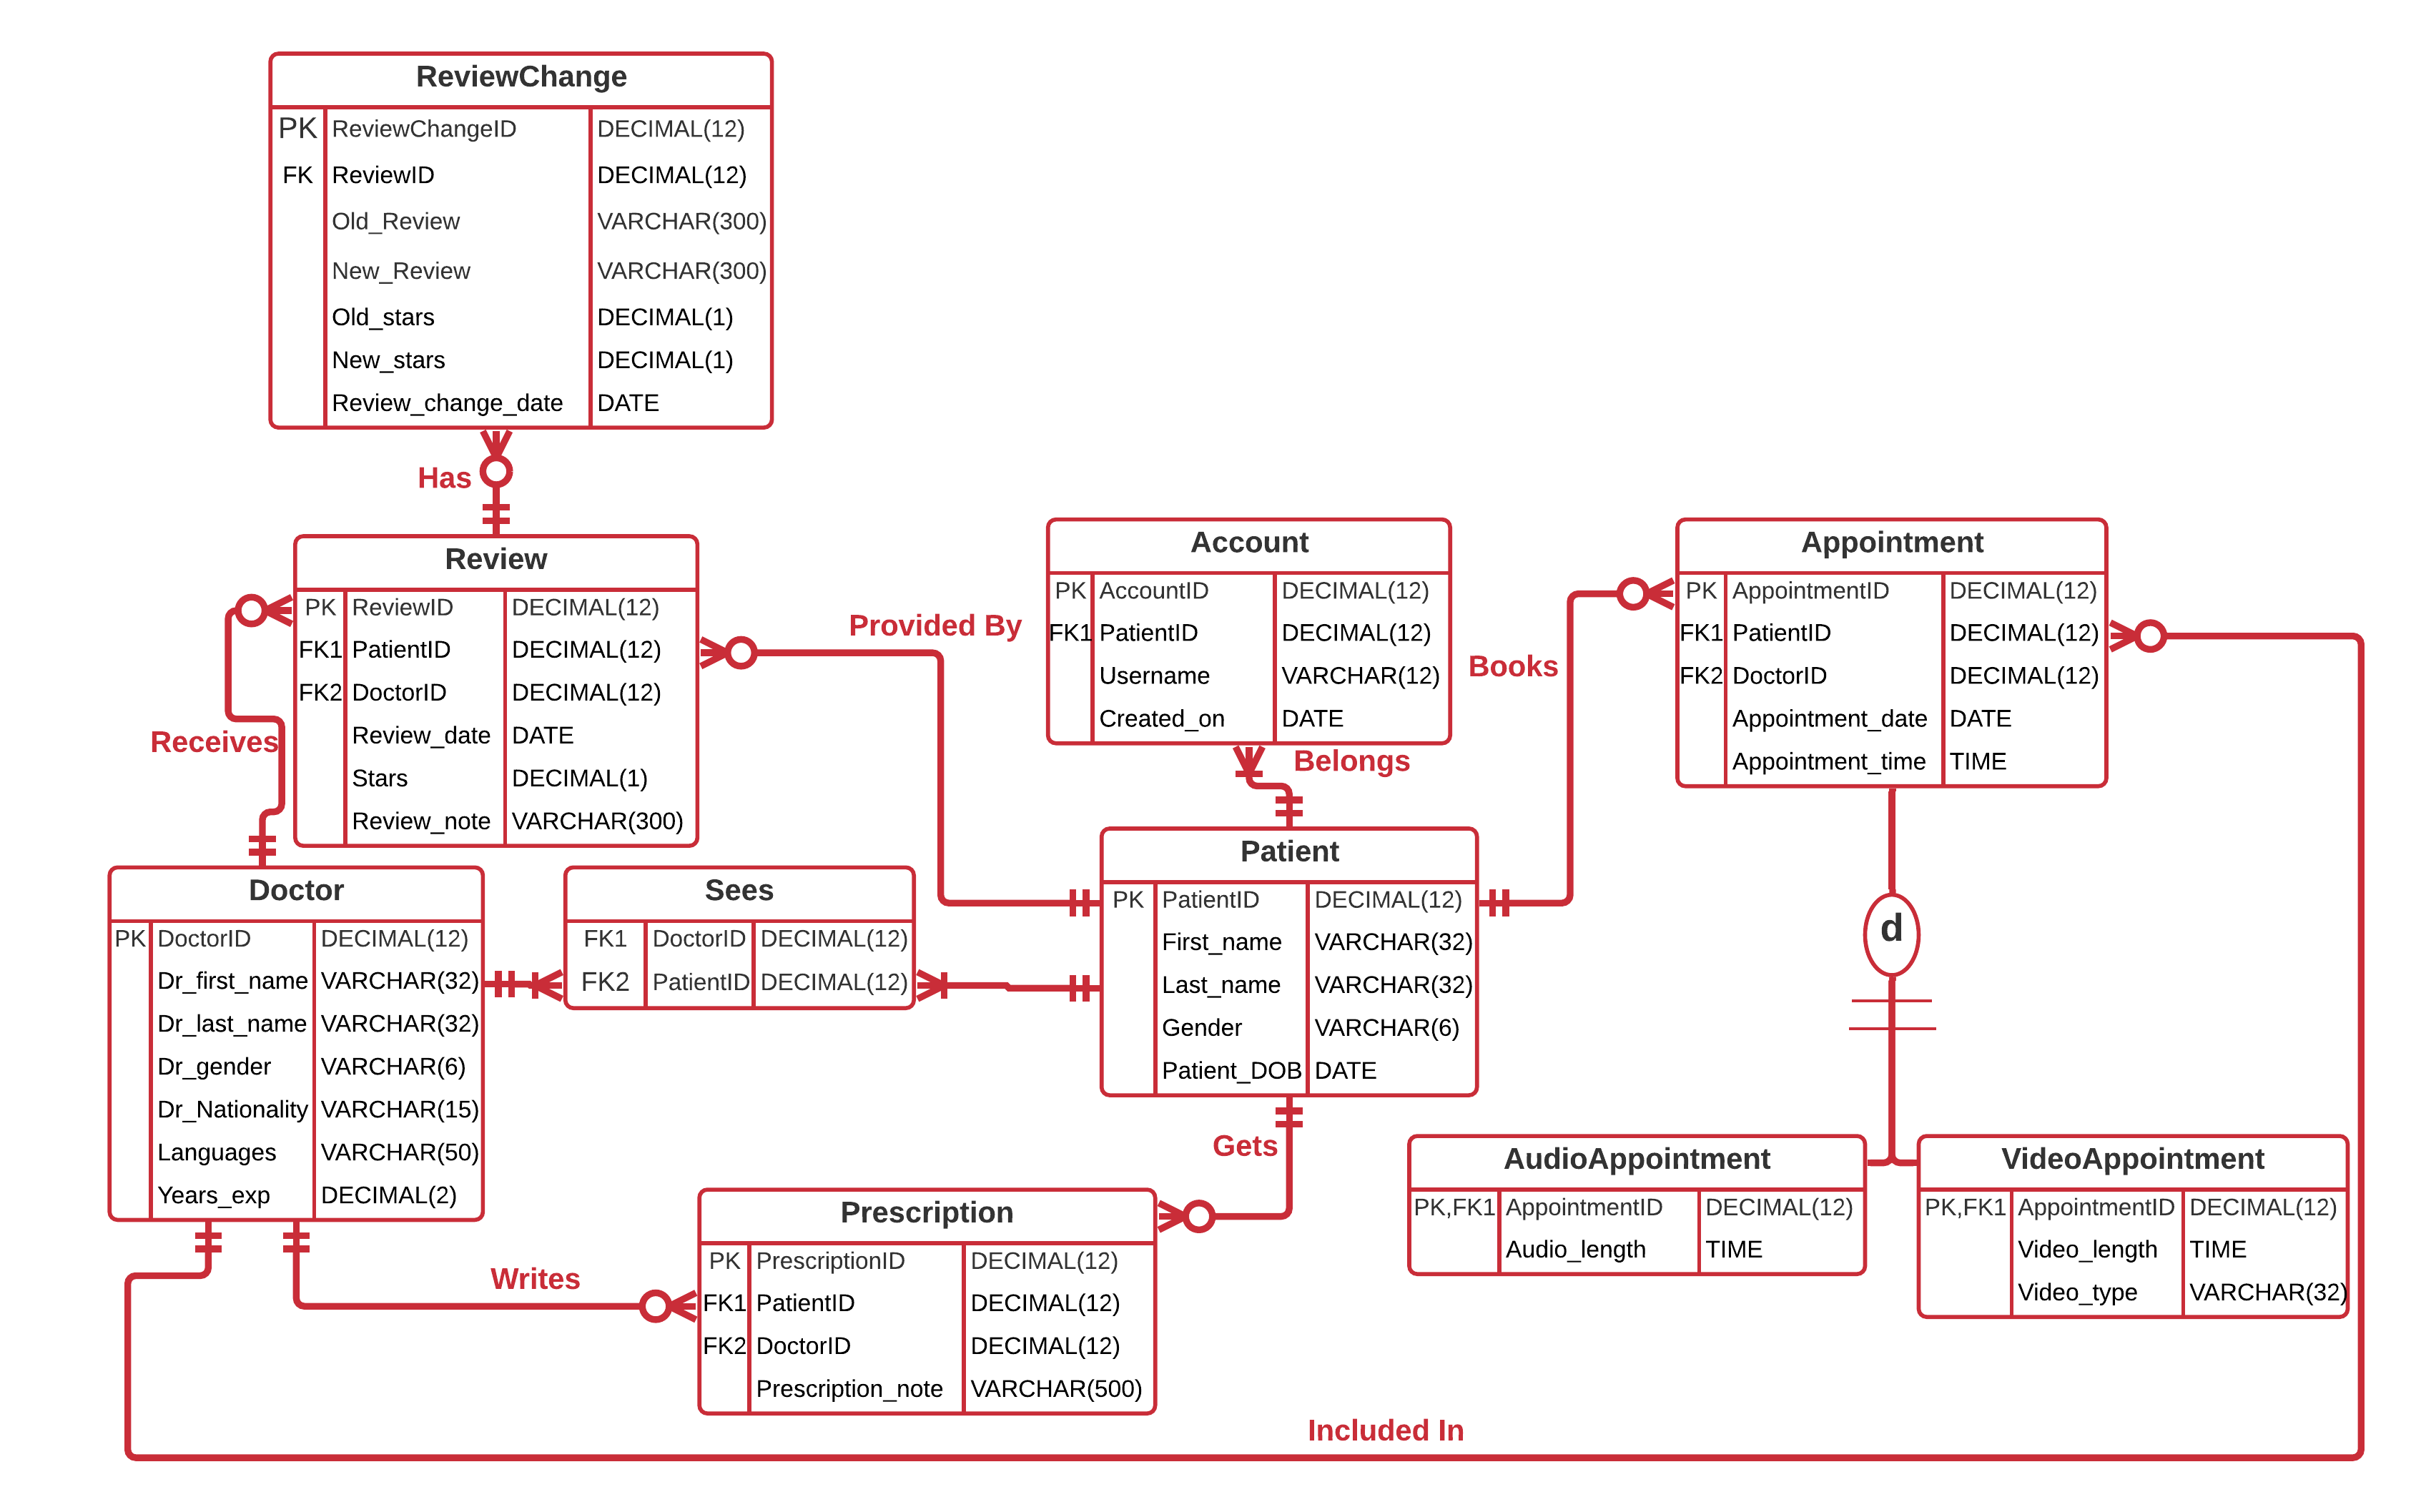 ReviewChange
PK ReviewChangeID DECIMAL(12)
FK ReviewID DECIMAL(12)
Old_Review VARCHAR(300)
New_Review VARCHAR(300)
Old_stars DECIMAL(1)
New_stars DECIMAL(1)
Review_change_date DATE
Has
Review
PK ReviewID DECIMAL(12)
FK1 PatientID DECIMAL(12)
FK2 DoctorID DECIMAL(12)
Review_date DATE
Stars DECIMAL(1)
Review_note VARCHAR(300)
Receives
Provided By
Account
PK AccountID DECIMAL(12)
FK1 PatientID DECIMAL(12)
Username VARCHAR(12)
Created_on DATE
Belongs
Books
Appointment
PK AppointmentID DECIMAL(12)
FK1 PatientID DECIMAL(12)
FK2 DoctorID DECIMAL(12)
Appointment_date DATE
Appointment_time TIME
Doctor
PK DoctorID DECIMAL(12)
Dr_first_name VARCHAR(32)
Dr_last_name VARCHAR(32)
Dr_gender VARCHAR(6)
Dr_Nationality VARCHAR(15)
Languages VARCHAR(50)
Years_exp DECIMAL(2)
Sees
FK1 DoctorID DECIMAL(12)
FK2 PatientID DECIMAL(12)
Patient
PK PatientID DECIMAL(12)
First_name VARCHAR(32)
Last_name VARCHAR(32)
Gender VARCHAR(6)
Patient_DOB DATE
d
Gets
AudioAppointment
PK,FK1 AppointmentID DECIMAL(12)
Audio_length TIME
VideoAppointment
PK,FK1 AppointmentID DECIMAL(12)
Video_length TIME
Video_type VARCHAR(32)
Writes
Prescription
PK PrescriptionID DECIMAL(12)
FK1 PatientID DECIMAL(12)
FK2 DoctorID DECIMAL(12)
Prescription_note VARCHAR(500)
Included In